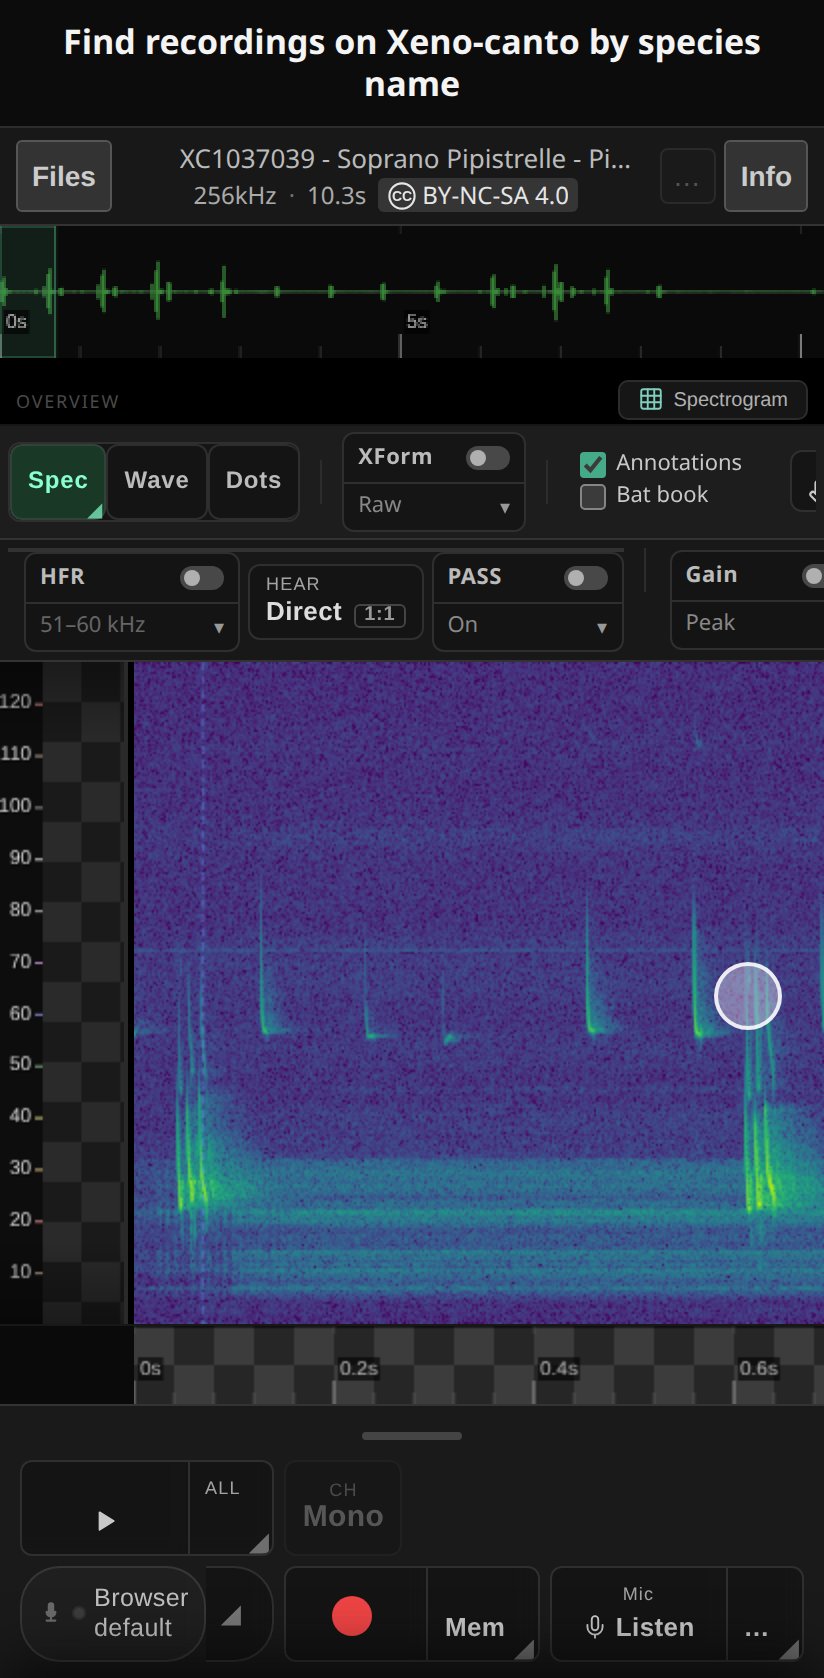 Find recordings on Xeno-canto by species
name
Files
XC1037039 - Soprano Pipistrelle - Pi...
256kHz · 10.3s CC BY-NC-SA 4.0
...
Info
0s
5s
OVERVIEW
Spectrogram
Spec
Wave
Dots
XForm
Raw
Annotations
Bat book
HFR
51–60 kHz
HEAR
Direct 1:1
PASS
On
Gain
Peak
120
110
100
90
80
70
60
50
40
30
20
10
0s
0.2s
0.4s
0.6s
ALL
CH
Mono
Browser
default
Mem
Mic
Listen
...